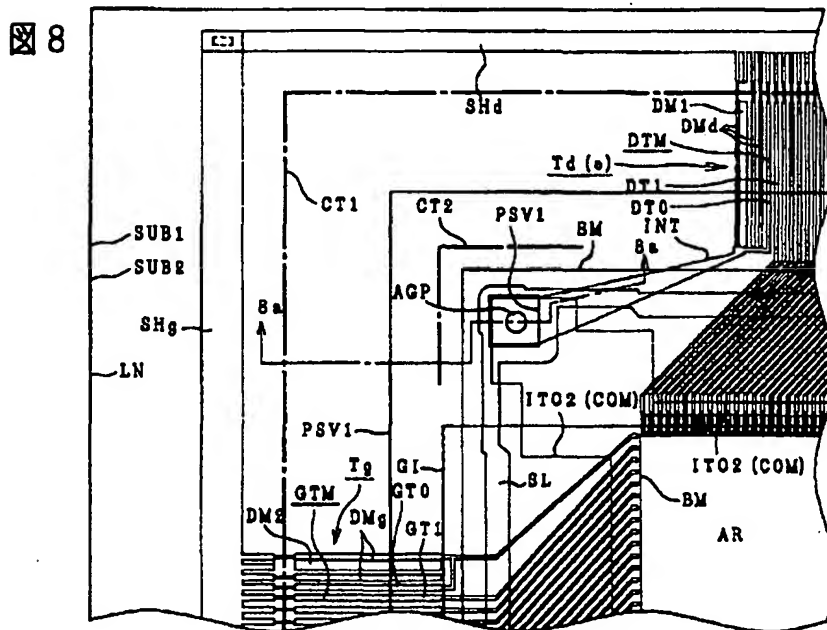 図8
SHd
DM1
DMd
DTM
Td(o)
DT1
DT0
CT1
CT2
PSV1
BM
INT
8a
SUB1
SUB2
AGP
8a
SHg
LN
PSV1
ITO2(COM)
GI
SL
ITO2(COM)
BM
AR
Tg
GTM
GT0
DM2
DMg
GT1